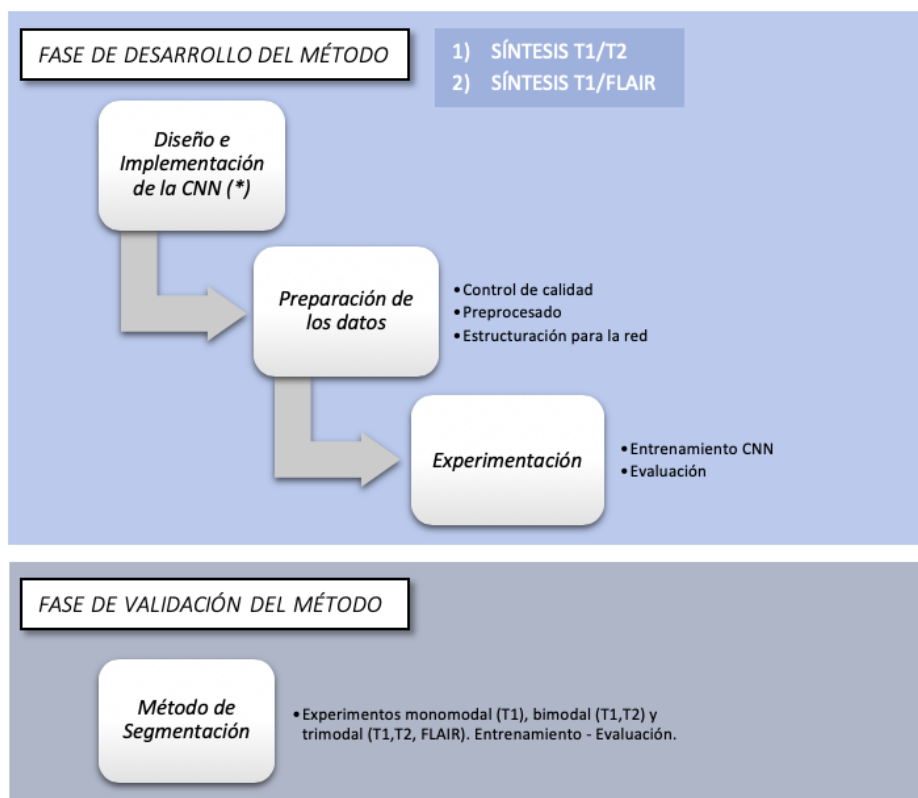 FASE DE DESARROLLO DEL MÉTODO
1) SÍNTESIS T1/T2
2) SÍNTESIS T1/FLAIR
Diseño e
Implementación
de la CNN (*)
Preparación de
los datos
•Control de calidad
•Preprocesado
•Estructuración para la red
Experimentación
•Entrenamiento CNN
•Evaluación
FASE DE VALIDACIÓN DEL MÉTODO
Método de
Segmentación
•Experimentos monomodal (T1), bimodal (T1,T2) y
trimodal (T1,T2, FLAIR). Entrenamiento - Evaluación.